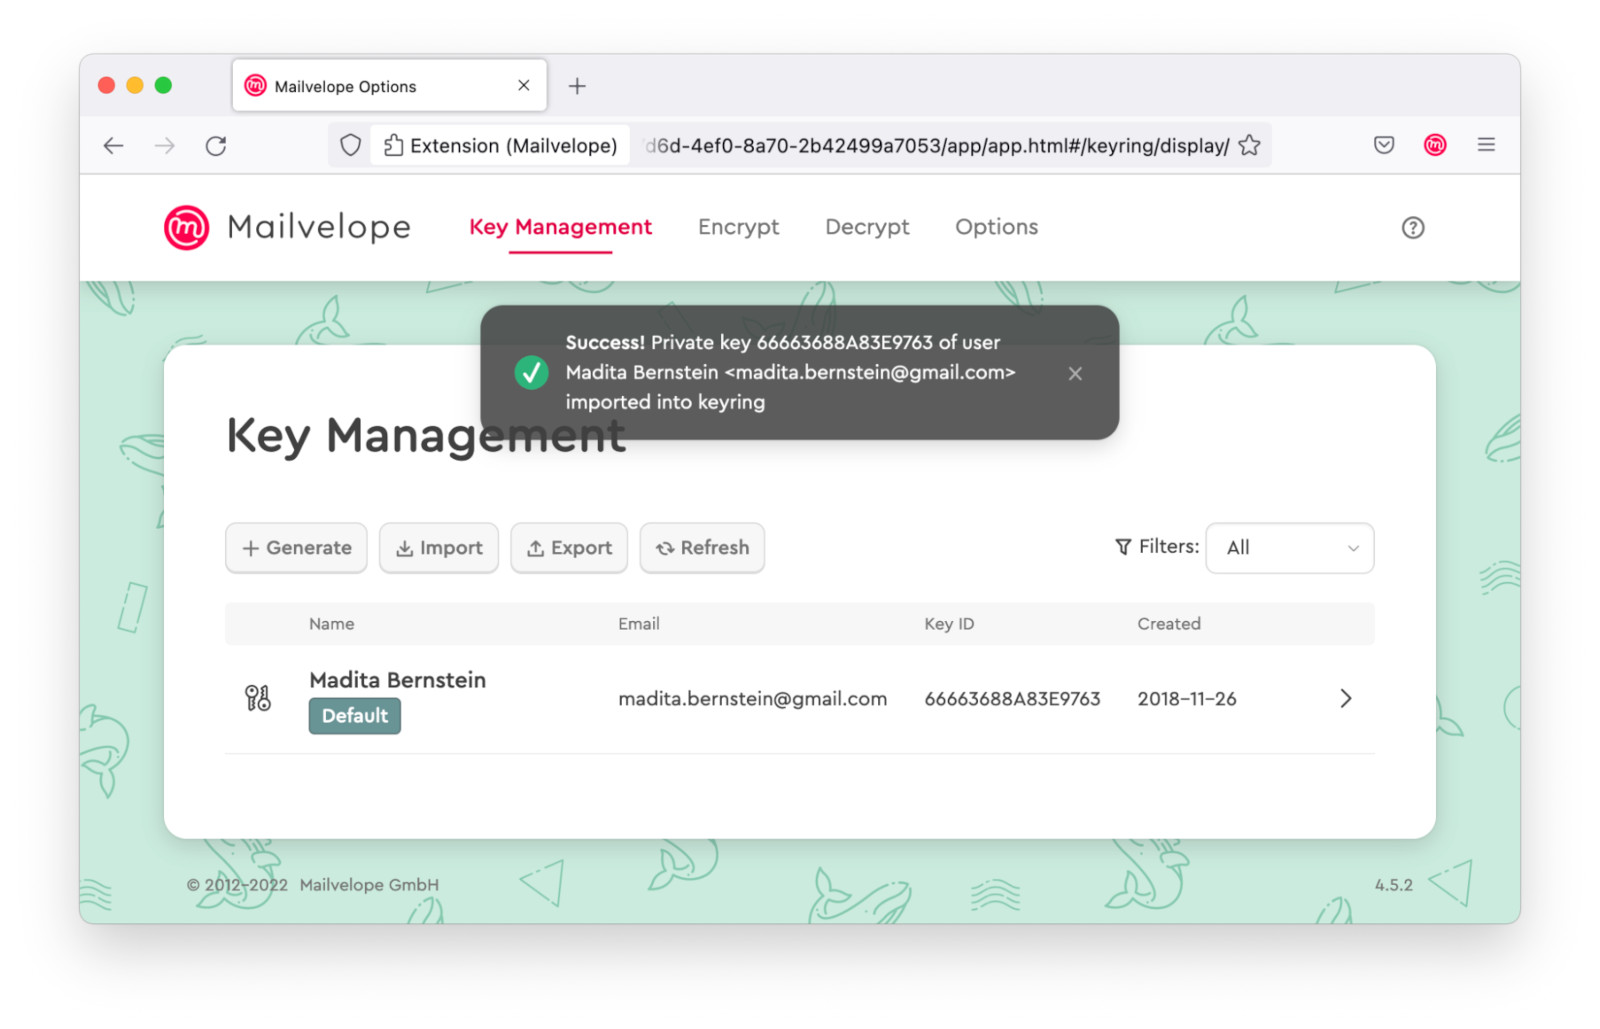 Mailvelope Options
Extension (Mailvelope) d6d-4ef0-8a70-2b42499a7053/app/app.html#/keyring/display/
Mailvelope Key Management Encrypt Decrypt Options
Success! Private key 66663688A83E9763 of user
Madita Bernstein <madita.bernstein@gmail.com>
imported into keyring
Key Management
Generate Import Export Refresh Filters: All
Name Email Key ID Created
Madita Bernstein
Default
madita.bernstein@gmail.com 66663688A83E9763 2018-11-26
© 2012-2022 Mailvelope GmbH 4.5.2